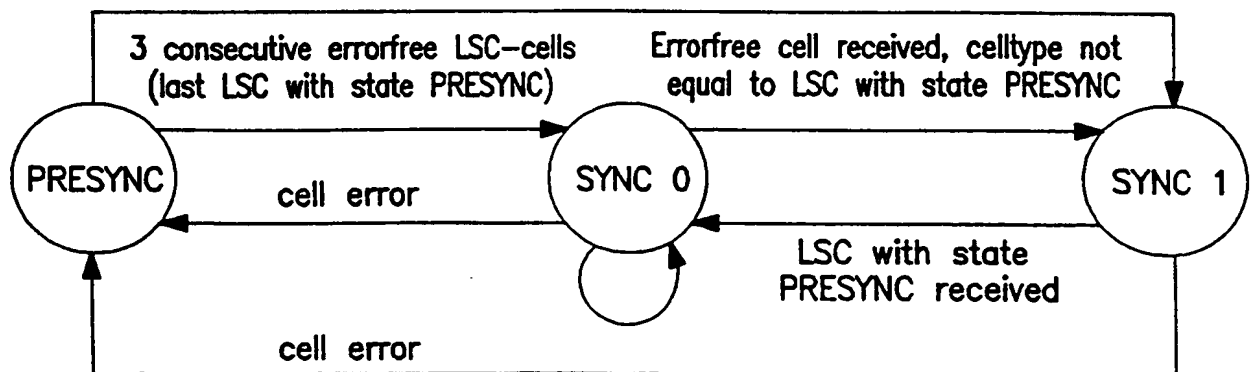 3 consecutive errorfree LSC-cells
(last LSC with state PRESYNC)
Errorfree cell received, celltype not
equal to LSC with state PRESYNC
PRESYNC
SYNC 0
SYNC 1
cell error
LSC with state
PRESYNC received
cell error